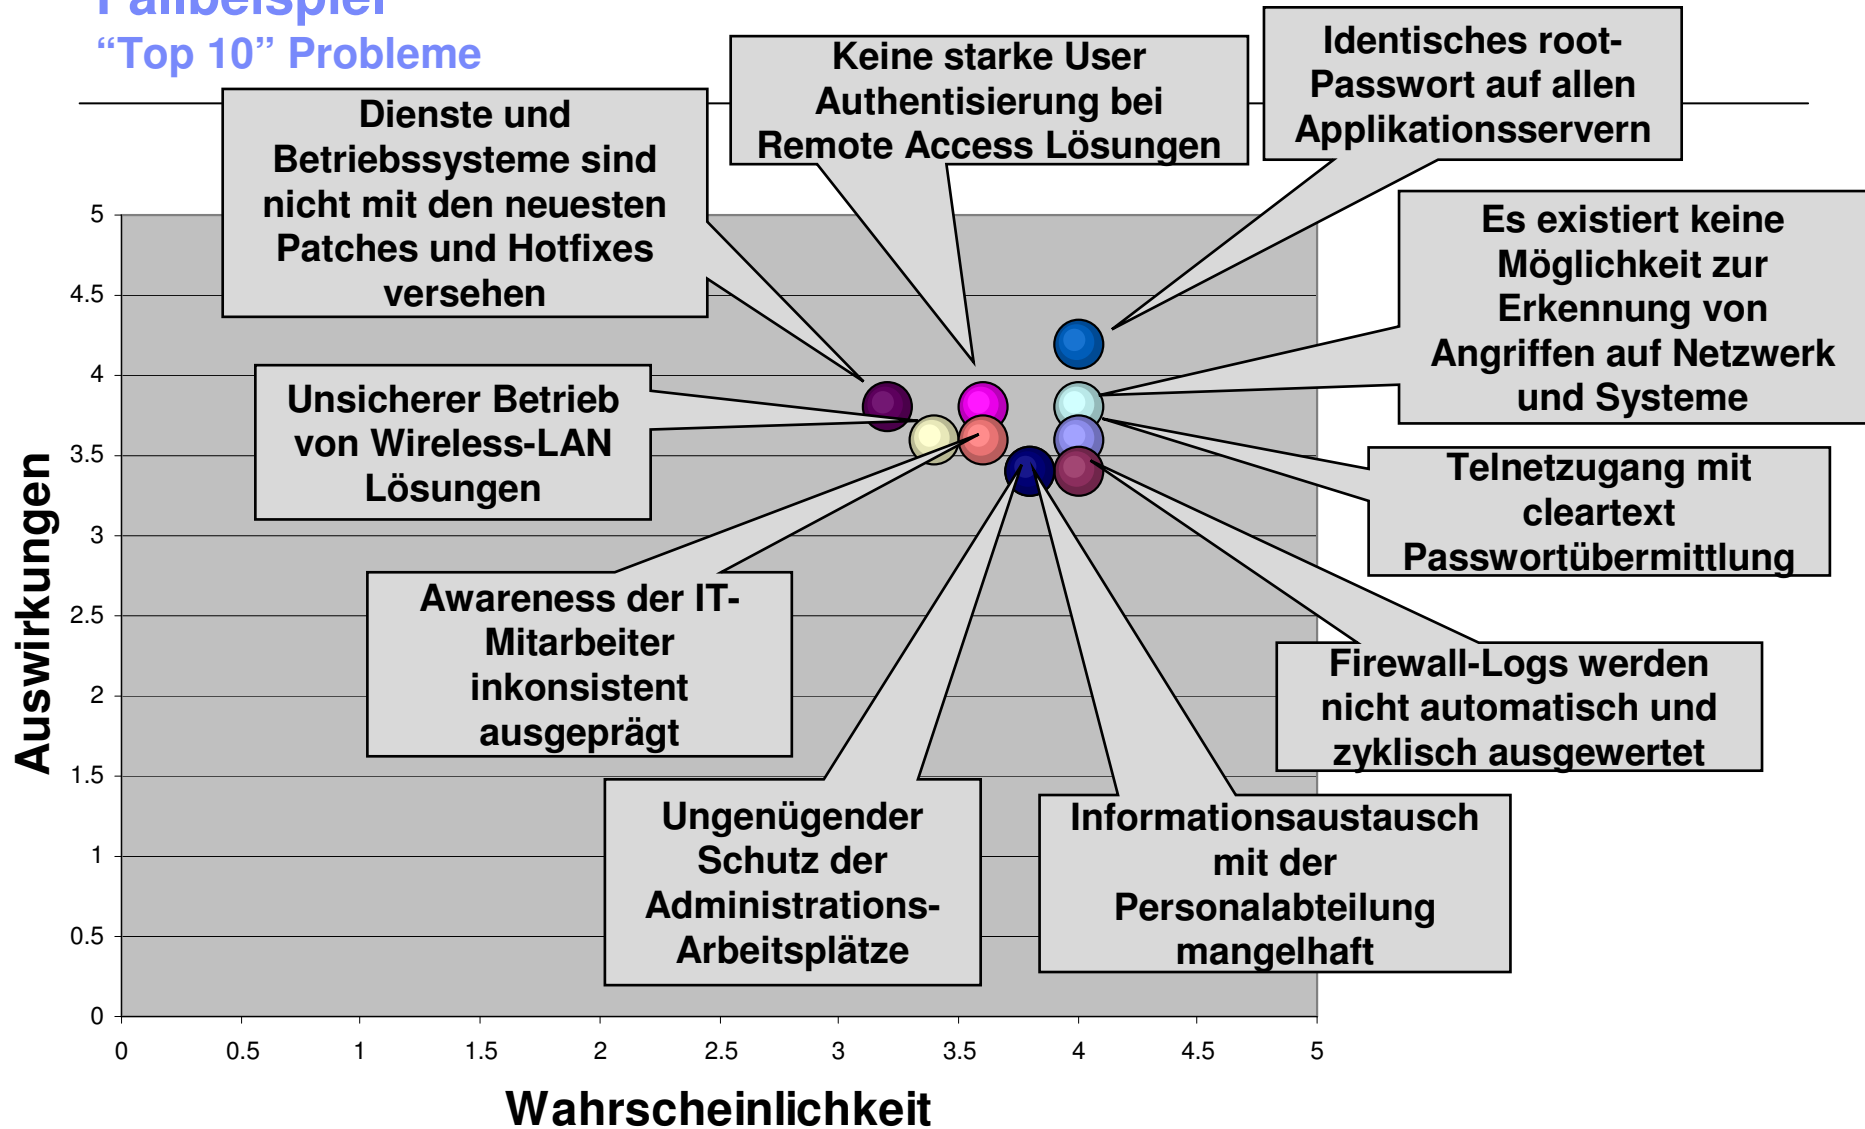 Fallbeispiel
“Top 10” Probleme
Keine starke User
Authentisierung bei
Remote Access Lösungen
Identisches root-
Passwort auf allen
Applikationsservern
Dienste und
Betriebssysteme sind
nicht mit den neuesten
Patches und Hotfixes
versehen
Es existiert keine
Möglichkeit zur
Erkennung von
Angriffen auf Netzwerk
und Systeme
Unsicherer Betrieb
von Wireless-LAN
Lösungen
Telnetzugang mit
cleartext
Passwortübermittlung
Awareness der IT-
Mitarbeiter
inkonsistent
ausgeprägt
Firewall-Logs werden
nicht automatisch und
zyklisch ausgewertet
Ungenügender
Schutz der
Administrations-
Arbeitsplätze
Informationsaustausch
mit der
Personalabteilung
mangelhaft
Auswirkungen
5
4.5
4
3.5
3
2.5
2
1.5
1
0.5
0
0 0.5 1 1.5 2 2.5 3 3.5 4 4.5 5
Wahrscheinlichkeit